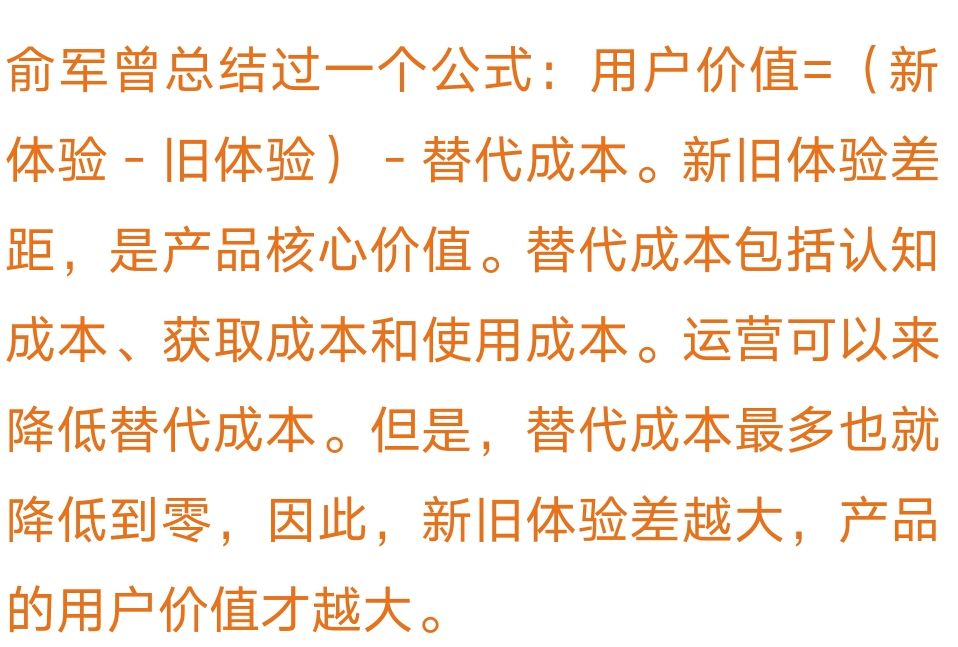 俞军曾总结过一个公式：用户价值=（新
体验－旧体验）－替代成本。新旧体验差
距，是产品核心价值。替代成本包括认知
成本、获取成本和使用成本。运营可以来
降低替代成本。但是，替代成本最多也就
降低到零，因此，新旧体验差越大，产品
的用户价值才越大。